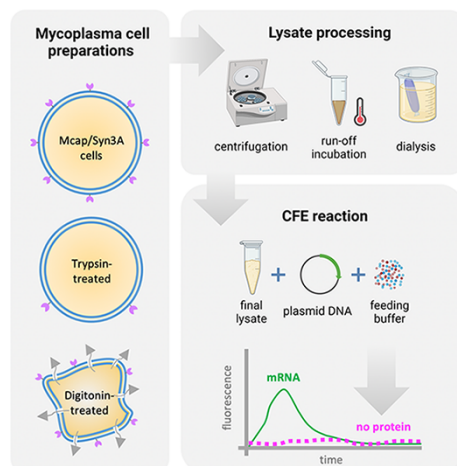 Mycoplasma cell
preparations
Mcap/Syn3A
cells
Trypsin-
treated
Digitonin-
treated
Lysate processing
centrifugation
run-off
incubation
dialysis
CFE reaction
final
lysate
plasmid DNA
feeding
buffer
fluorescence
mRNA
no protein
time